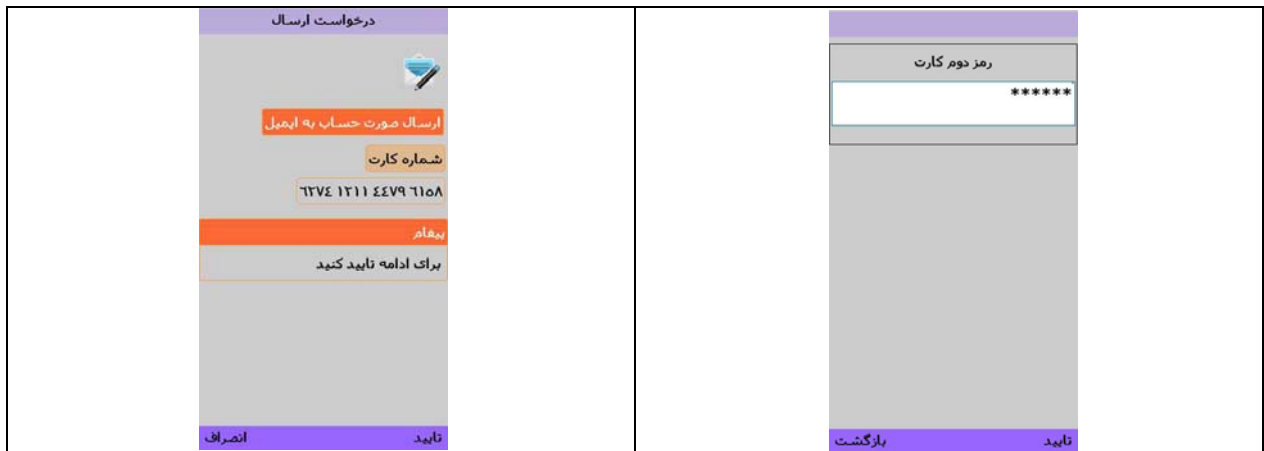 رمز دوم کارت
******
تایید
بازگشت
درخواست ارسال
ارسال صورت حساب به ایمیل
شماره کارت
٦٢٧٤ ١٢١١ ٤٤٧٩ ٦١٥٨
پیغام
برای ادامه تایید کنید
تایید
انصراف